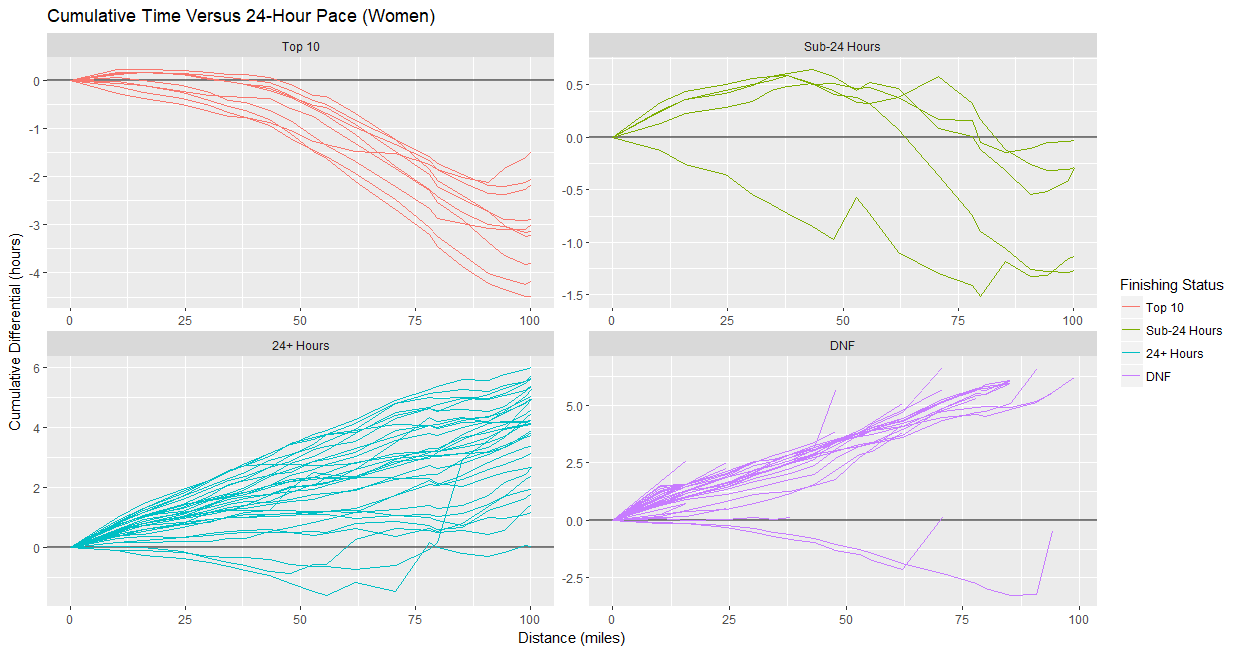 Cumulative Time Versus 24-Hour Pace (Women)
Top 10
Sub-24 Hours
0
-1
-2
-3
-4
0.5
0.0
-0.5
-1.0
-1.5
0 25 50 75 100
0 25 50 75 100
24+ Hours
DNF
6
4
2
0
5.0
2.5
0.0
-2.5
0 25 50 75 100
0 25 50 75 100
Distance (miles)
Cumulative Differential (hours)
Finishing Status
Top 10
Sub-24 Hours
24+ Hours
DNF